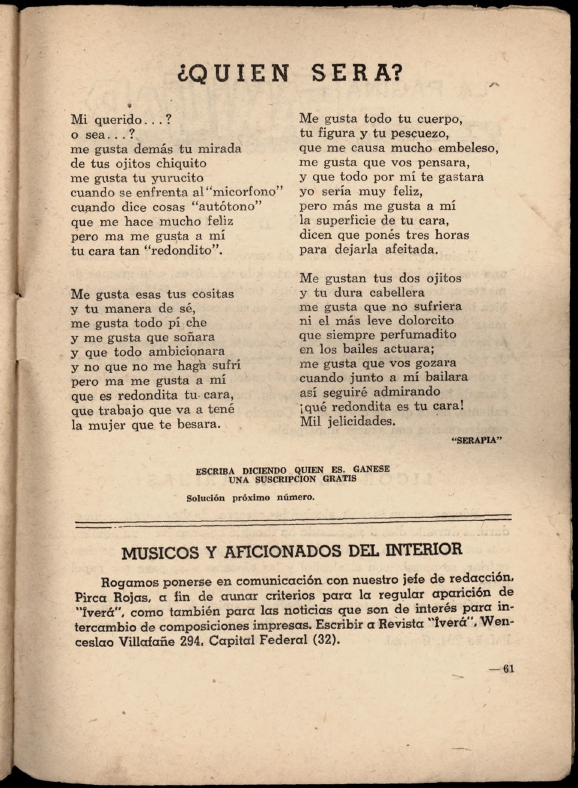 ¿QUIEN SERA?
Mi querido...?
o sea...?
me gusta demás tu mirada
de tus ojitos chiquito
me gusta tu yurucito
cuando se enfrenta al "micorfono"
cuando dice cosas "autótono"
que me hace mucho feliz
pero ma me gusta a mí
tu cara tan "redondito".
Me gusta esas tus cositas
y tu manera de sé,
me gusta todo pí che
y me gusta que soñara
y que todo ambicionara
y no que no me haga sufrí
pero ma me gusta a mí
que es redondita tu cara,
que trabajo que va a tené
la mujer que te besara.
Me gusta todo tu cuerpo,
tu figura y tu pescuezo,
que me causa mucho embeleso,
me gusta que vos pensara,
y que todo por mí te gastara
yo sería muy feliz,
pero más me gusta a mí
la superficie de tu cara,
dicen que ponés tres horas
para dejarla afeitada.
Me gustan tus dos ojitos
y tu dura cabellera
me gusta que no sufriera
ni el más leve dolorcito
que siempre perfumadito
en los bailes actuara;
me gusta que vos gozara
cuando junto a mí bailara
así seguiré admirando
¡qué redondita es tu cara!
Mil jelicidades.
"SERAPIA"
ESCRIBA DICIENDO QUIEN ES. GANESE
UNA SUSCRIPCION GRATIS
Solución próximo número.
MUSICOS Y AFICIONADOS DEL INTERIOR
Rogamos ponerse en comunicación con nuestro jefe de redacción,
Pirca Rojas, a fin de aunar criterios para la regular aparición de
"Iverá", como también para las noticias que son de interés para in-
tercambio de composiciones impresas. Escribir a Revista "Iverá", Wen-
ceslao Villafañe 294, Capital Federal (32).
—61